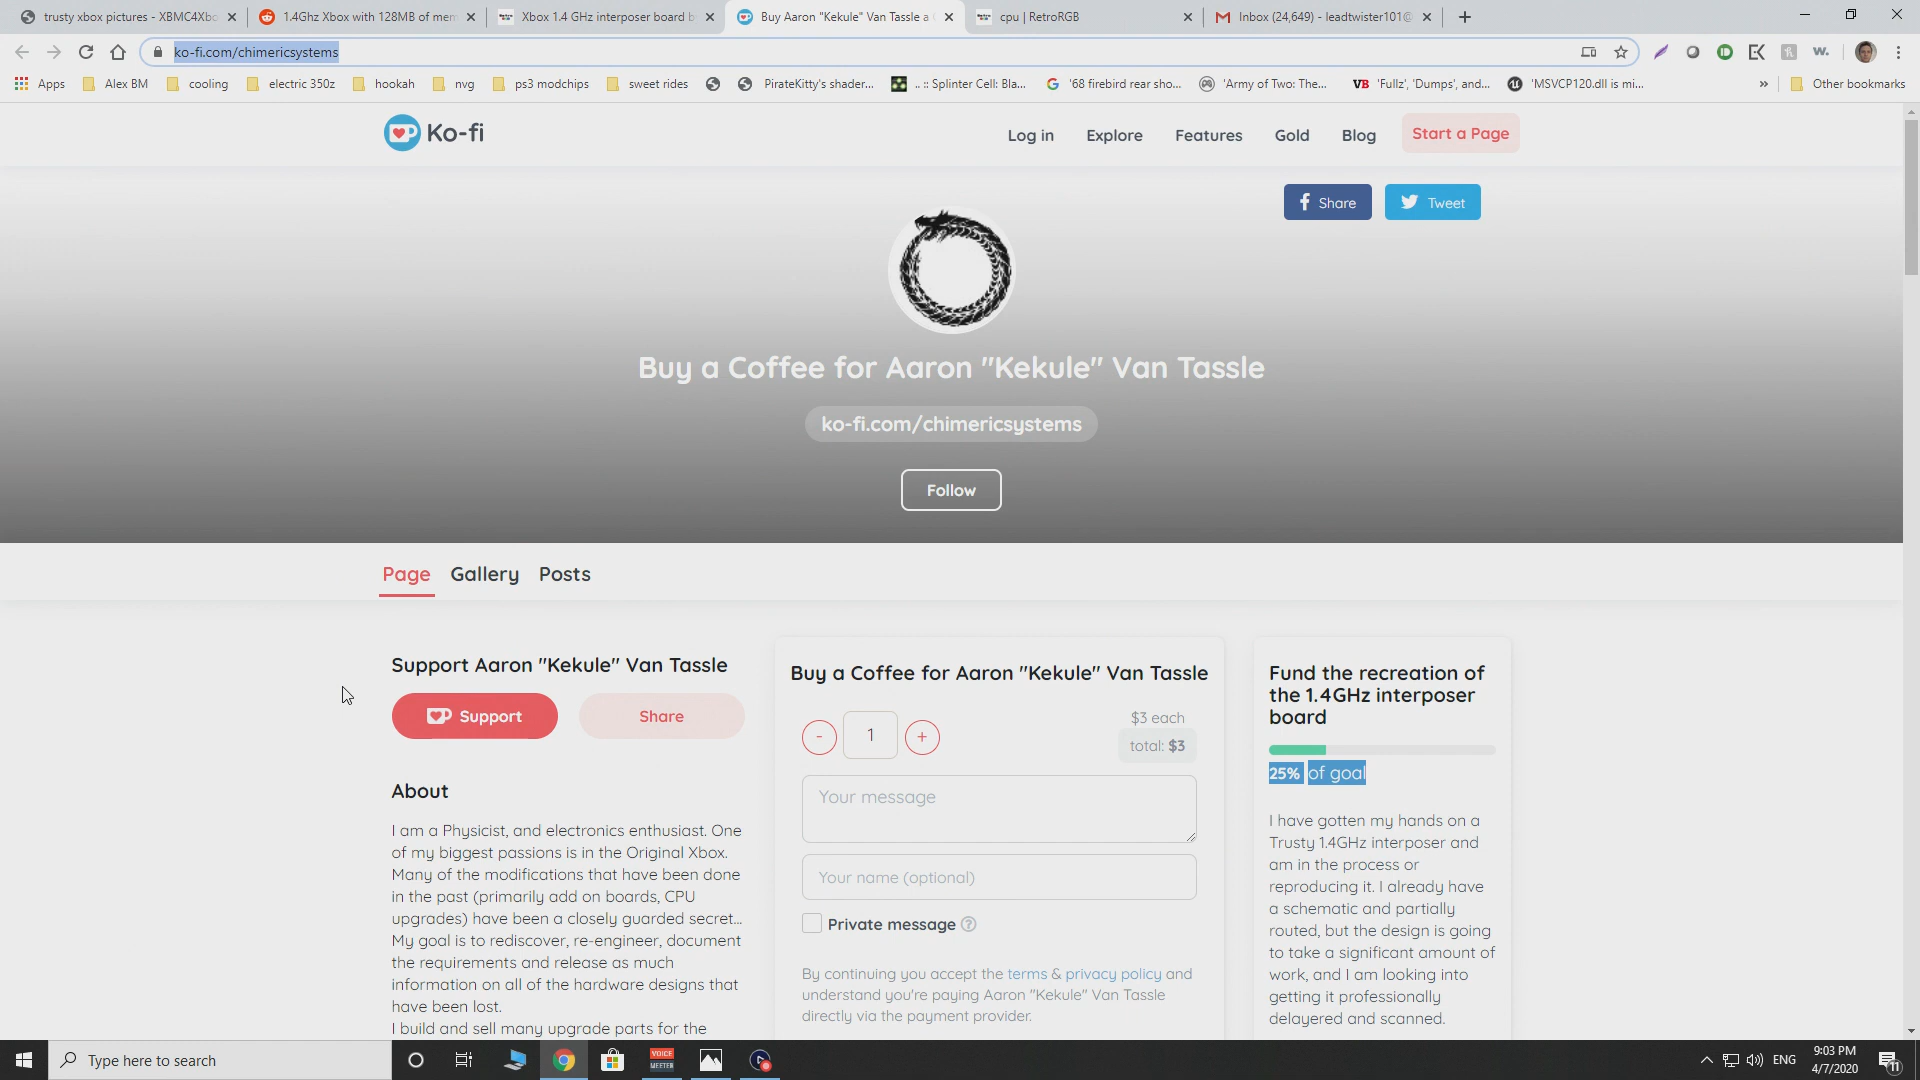 trusty xbox pictures - XBMC4Xbo
1.4Ghz Xbox with 128MB of mem
Xbox 1.4 GHz interposer board b
Buy Aaron "Kekule" Van Tassle a
cpu | RetroRGB
Inbox (24,649) - leadtwister101@
ko-fi.com/chimericsystems
Apps
Alex BM
cooling
electric 350z
hookah
nvg
ps3 modchips
sweet rides
PirateKitty's shader...
.. :: Splinter Cell: Bla...
'68 firebird rear sho...
'Army of Two: The...
VB 'Fullz', 'Dumps', and...
'MSVCP120.dll is mi...
»
Other bookmarks
Ko-fi
Log in
Explore
Features
Gold
Blog
Start a Page
Share
Tweet
Buy a Coffee for Aaron "Kekule" Van Tassle
ko-fi.com/chimericsystems
Follow
Page
Gallery
Posts
Support Aaron "Kekule" Van Tassle
Support
Share
About
I am a Physicist, and electronics enthusiast. One
of my biggest passions is in the Original Xbox.
Many of the modifications that have been done
in the past (primarily add on boards, CPU
upgrades) have been a closely guarded secret...
My goal is to rediscover, re-engineer, document
the requirements and release as much
information on all of the hardware designs that
have been lost.
I build and sell many upgrade parts for the
Buy a Coffee for Aaron "Kekule" Van Tassle
-
1
+
$3 each
total: $3
Your message
Your name (optional)
Private message ?
By continuing you accept the terms & privacy policy and
understand you're paying Aaron "Kekule" Van Tassle
directly via the payment provider.
Fund the recreation of
the 1.4GHz interposer
board
25% of goal
I have gotten my hands on a
Trusty 1.4GHz interposer and
am in the process or
reproducing it. I already have
a schematic and partially
routed, but the design is going
to take a significant amount of
work, and I am looking into
getting it professionally
delayered and scanned.
Type here to search
VOICE
MEETER
ENG
9:03 PM
4/7/2020
11